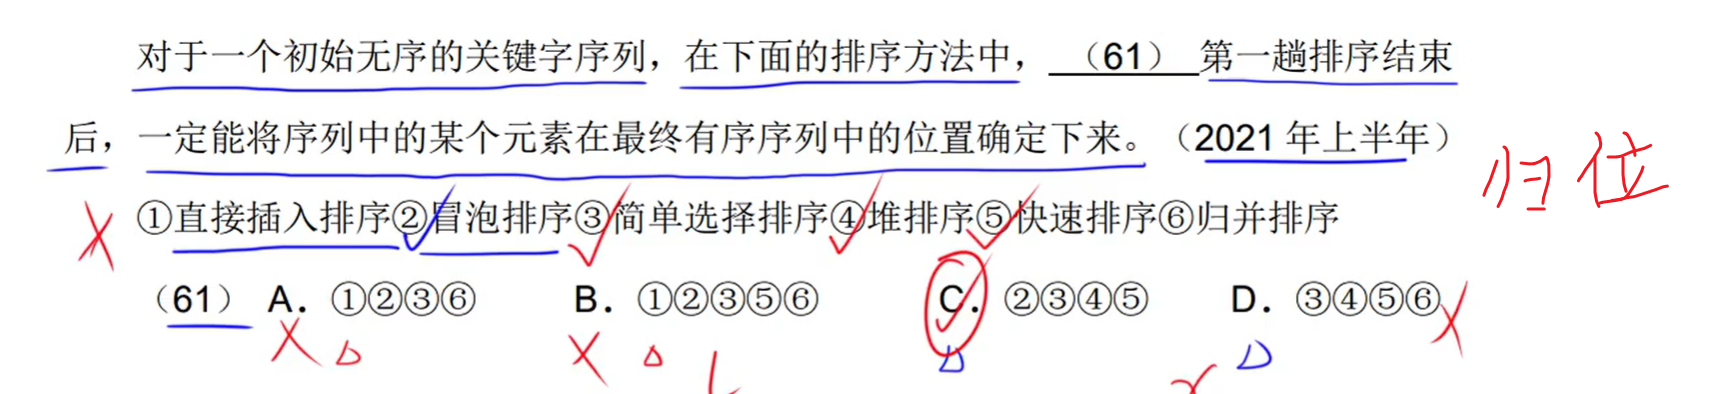 对于一个初始无序的关键字序列，在下面的排序方法中，（61）第一趟排序结束
后，一定能将序列中的某个元素在最终有序序列中的位置确定下来。（2021年上半年）
归位
①直接插入排序②冒泡排序③简单选择排序④堆排序⑤快速排序⑥归并排序
（61） A. ①②③⑥ B. ①②③⑤⑥ C. ②③④⑤ D. ③④⑤⑥